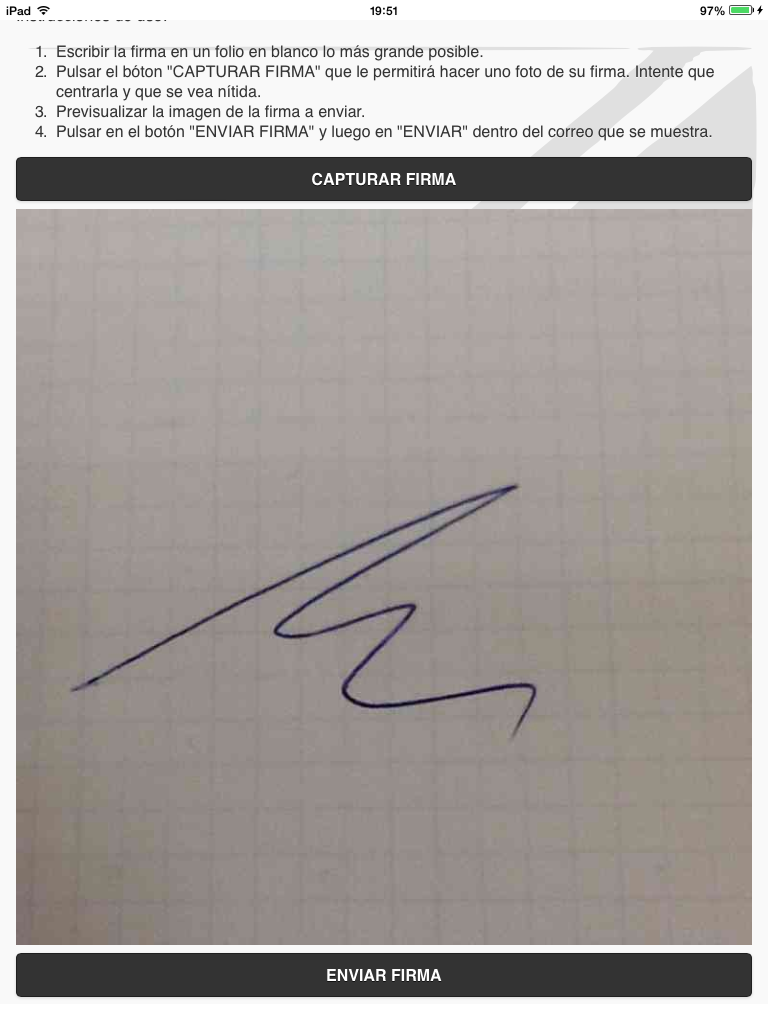 iPad 19:51 97%
Instrucciones de uso:
1. Escribir la firma en un folio en blanco lo más grande posible.
2. Pulsar el bóton "CAPTURAR FIRMA" que le permitirá hacer uno foto de su firma. Intente que
centrarla y que se vea nítida.
3. Previsualizar la imagen de la firma a enviar.
4. Pulsar en el botón "ENVIAR FIRMA" y luego en "ENVIAR" dentro del correo que se muestra.
CAPTURAR FIRMA
ENVIAR FIRMA